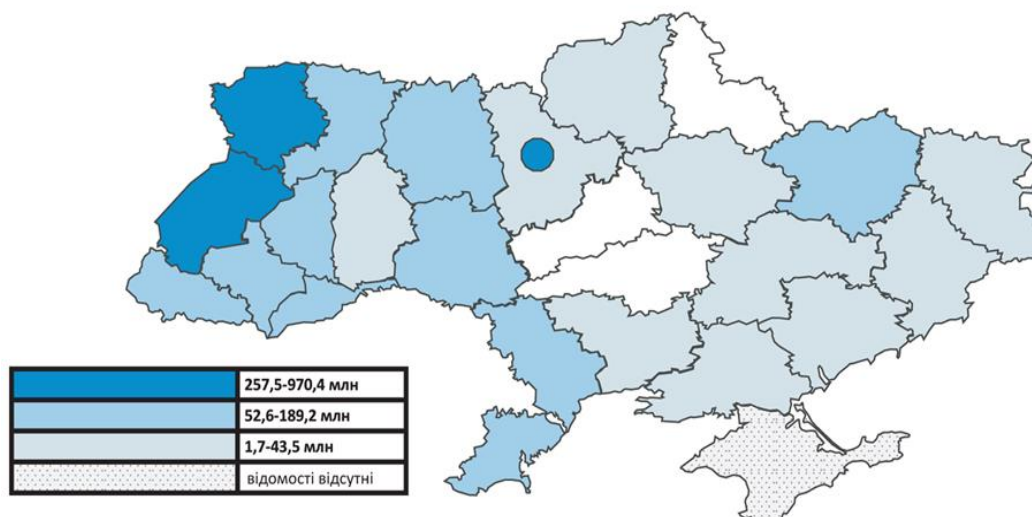 257,5-970,4 млн
52,6-189,2 млн
1,7-43,5 млн
відомості відсутні